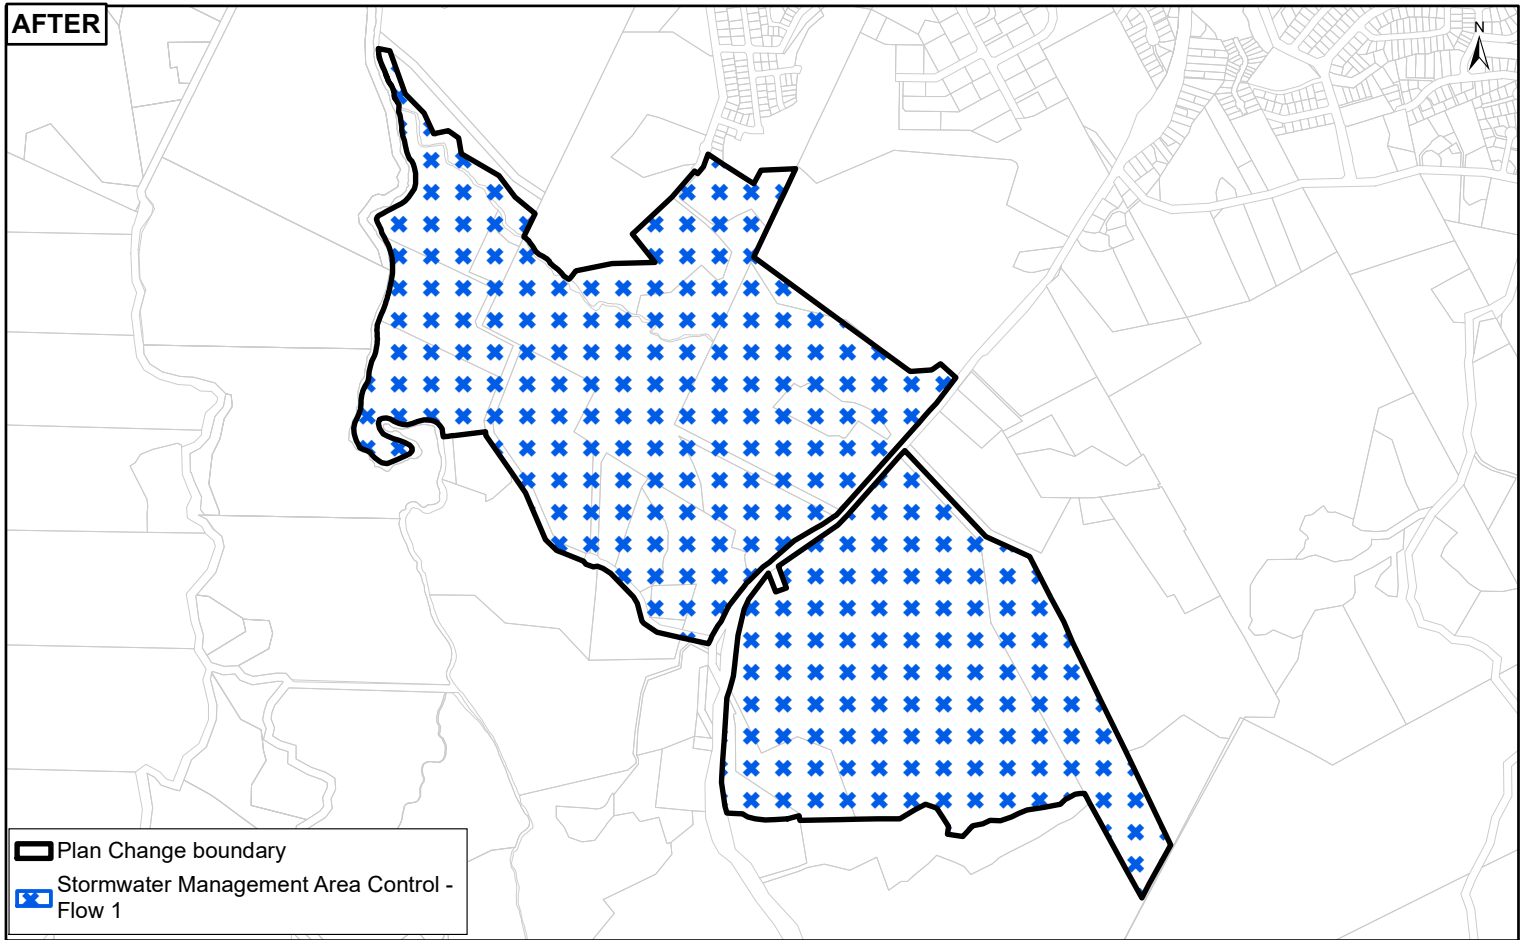 AFTER
N
Plan Change boundary
Stormwater Management Area Control -
Flow 1